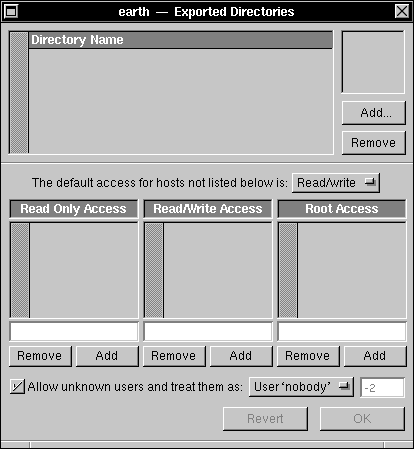 earth — Exported Directories
Directory Name
Add...
Remove
The default access for hosts not listed below is: Read/write
Read Only Access Read/Write Access Root Access
Remove Add Remove Add Remove Add
Allow unknown users and treat them as: User ‘nobody’ -2
Revert OK